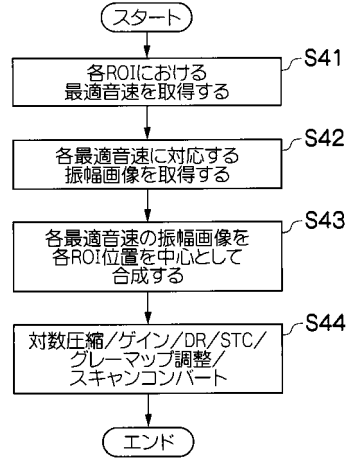 スタート
各ROIにおける
最適音速を取得する
S41
各最適音速に対応する
振幅画像を取得する
S42
各最適音速の振幅画像を
各ROI位置を中心として
合成する
S43
対数圧縮/ゲイン/DR/STC/
グレーマップ調整/
スキャンコンバート
S44
エンド